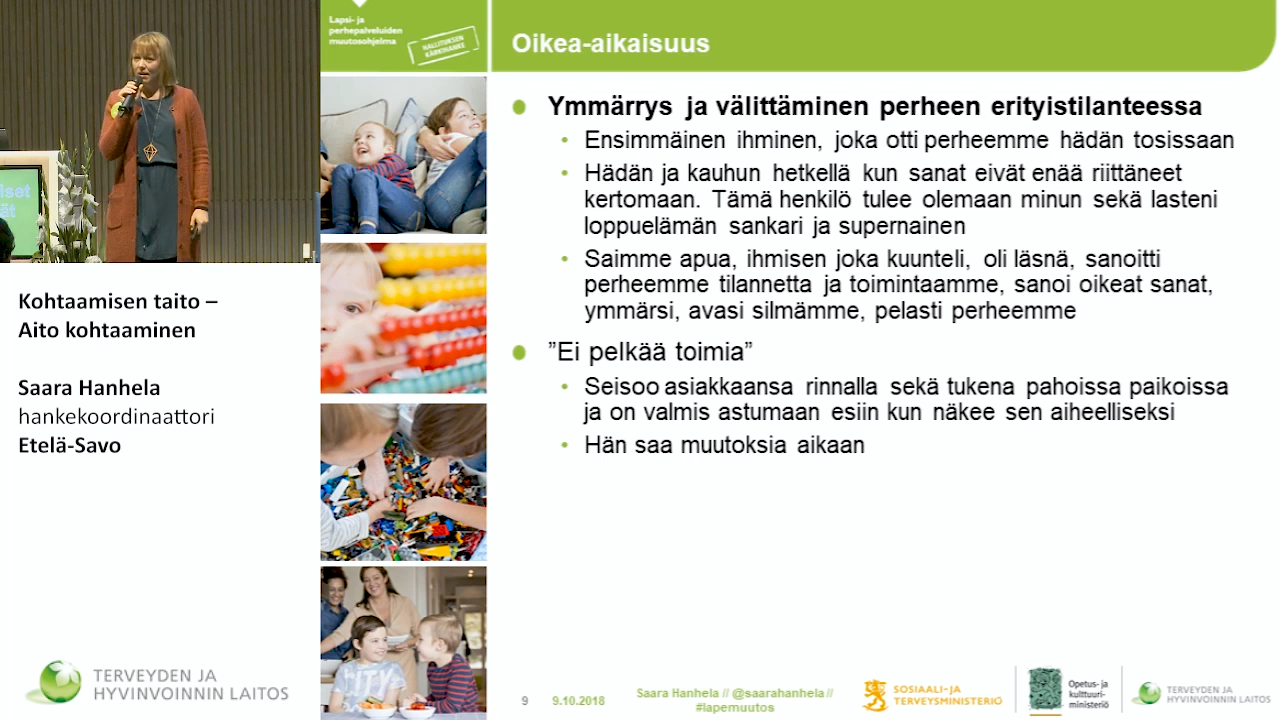 iset
ät
Kohtaamisen taito –
Aito kohtaaminen
Saara Hanhela
hankekoordinaattori
Etelä-Savo
TERVEYDEN JA
HYVINVOINNIN LAITOS
Lapsi- ja
perhepalveluiden
muutosohjelma
HALLITUKSEN
KÄRKIHANKE
Oikea-aikaisuus
Ymmärrys ja välittäminen perheen erityistilanteessa
Ensimmäinen ihminen, joka otti perheemme hädän tosissaan
Hädän ja kauhun hetkellä kun sanat eivät enää riittäneet
kertomaan. Tämä henkilö tulee olemaan minun sekä lasteni
loppuelämän sankari ja supernainen
Saimme apua, ihmisen joka kuunteli, oli läsnä, sanoitti
perheemme tilannetta ja toimintaamme, sanoi oikeat sanat,
ymmärsi, avasi silmämme, pelasti perheemme
”Ei pelkää toimia”
Seisoo asiakkaansa rinnalla sekä tukena pahoissa paikoissa
ja on valmis astumaan esiin kun näkee sen aiheelliseksi
Hän saa muutoksia aikaan
9
9.10.2018
Saara Hanhela // @saarahanhela //
#lapemuutos
SOSIAALI- JA
TERVEYSMINISTERIÖ
Opetus- ja
kulttuuri-
ministeriö
TERVEYDEN JA
HYVINVOINNIN LAITOS